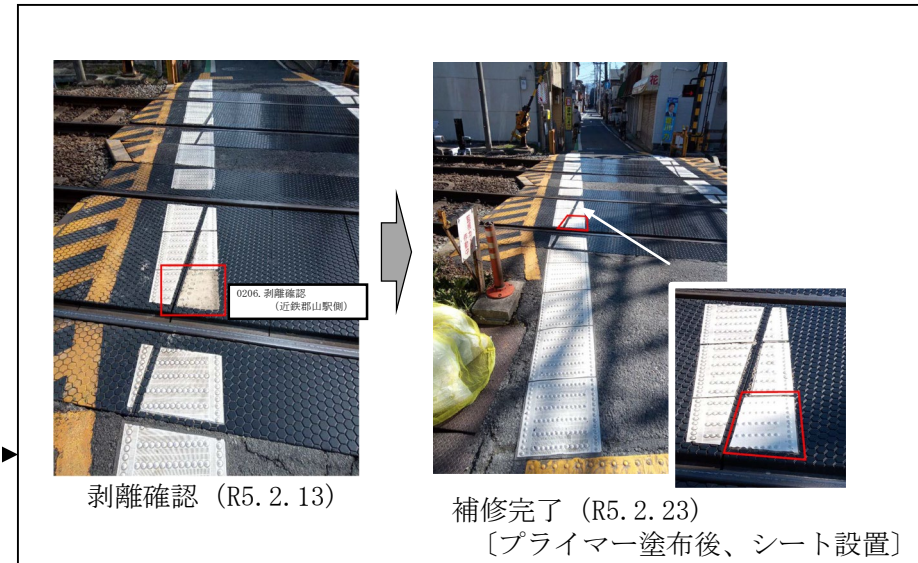 0206.剥離確認
(近鉄郡山駅側)
花
剥離確認（R5.2.13）
補修完了（R5.2.23）
〔プライマー塗布後、シート設置〕